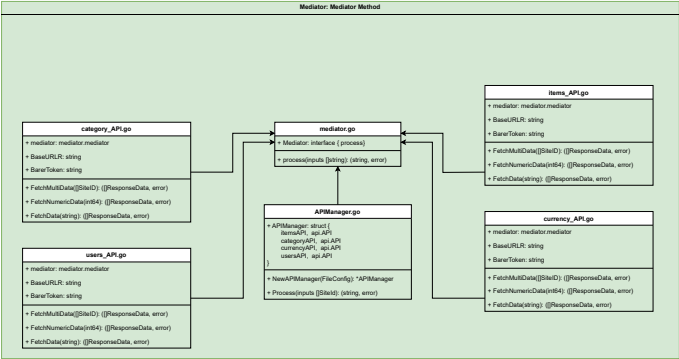 Mediator: Mediator Method
category_API.go
+ mediator: mediator.mediator
+ BaseURLR: string
+ BarerToken: string
+ FetchMultiData([]SiteID): ([]ResponseData, error)
+ FetchNumericData(int64): ([]ResponseData, error)
+ FetchData(string): ([]ResponseData, error)
users_API.go
+ mediator: mediator.mediator
+ BaseURLR: string
+ BarerToken: string
+ FetchMultiData([]SiteID): ([]ResponseData, error)
+ FetchNumericData(int64): ([]ResponseData, error)
+ FetchData(string): ([]ResponseData, error)
mediator.go
+ Mediator: interface { process}
+ process(inputs []string): (string, error)
APIManager.go
+ APIManager: struct {
itemsAPI, api.API
categoryAPI, api.API
currencyAPI, api.API
usersAPI, api.API
}
+ NewAPIManager(FileConfig): *APIManager
+ Process(inputs []SiteId): (string, error)
items_API.go
+ mediator: mediator.mediator
+ BaseURLR: string
+ BarerToken: string
+ FetchMultiData([]SiteID): ([]ResponseData, error)
+ FetchNumericData(int64): ([]ResponseData, error)
+ FetchData(string): ([]ResponseData, error)
currency_API.go
+ mediator: mediator.mediator
+ BaseURLR: string
+ BarerToken: string
+ FetchMultiData([]SiteID): ([]ResponseData, error)
+ FetchNumericData(int64): ([]ResponseData, error)
+ FetchData(string): ([]ResponseData, error)